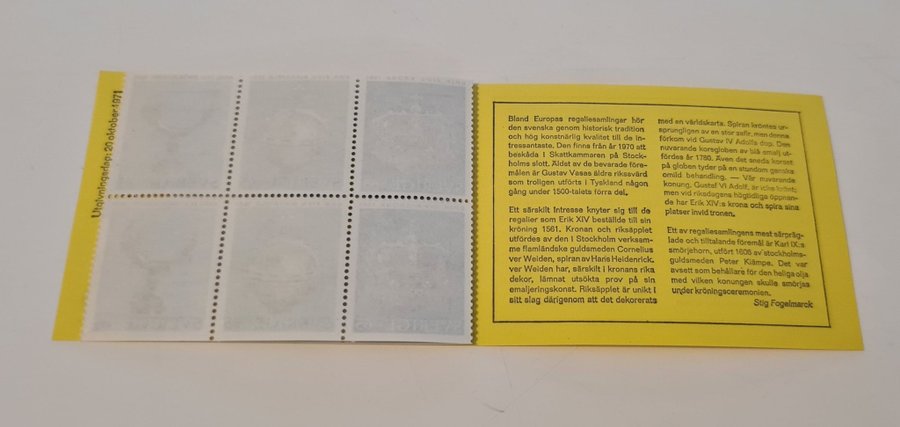 Utgivningsdag: 20 oktober 1971
Bland Europas regaliesamlingar hör
den svenska genom historisk tradition
och hög konstnärlig kvalitet till de in-
tressantaste. Den finns från år 1970 att
beskåda i Skattkammaren på Stock-
holms slott. Äldst av de bevarade före-
målen är Gustav Vasas äldre rikssvärd
som troligen utförts i Tyskland någon
gång under 1500-talets förra del.
Ett särskilt intresse knyter sig till de
regalier som Erik XIV beställde till sin
kröning 1561. Kronan och riksäpplet
utfördes av den i Stockholm verksam-
me flamländske guldsmeden Cornelius
ver Weiden, spiran av Hans Heidenrick.
ver Weiden har, särskilt i kronans rika
dekor, lämnat utsökta prov på sin
emaljeringskonst. Riksäpplet är unikt i
sitt slag därigenom att det dekorerats
med en världskarta. Spiran kröntes ur-
sprungligen av en stor safir, men denna
förkom vid Gustav IV Adolfs dop. Den
nuvarande korsgloben av blå emalj ut-
fördes år 1780. Även det sneda korset
på globen tyder på en stundom ganska
omild behandling. — Vår nuvarande
konung, Gustaf VI Adolf, är icke krönt;
men vid riksdagens högtidliga öppnan-
de har Erik XIV:s krona och spira sina
platser invid tronen.
Ett av regaliesamlingens mest särpräg-
lade och tilltalande föremål är Karl IX:s
smörjehorn, utfört 1606 av stockholms-
guldsmeden Peter Kiämpe. Det var
avsett som behållare för den heliga olja
med vilken konungen skulle smörjas
under kröningsceremonien.
Stig Fogelmarck